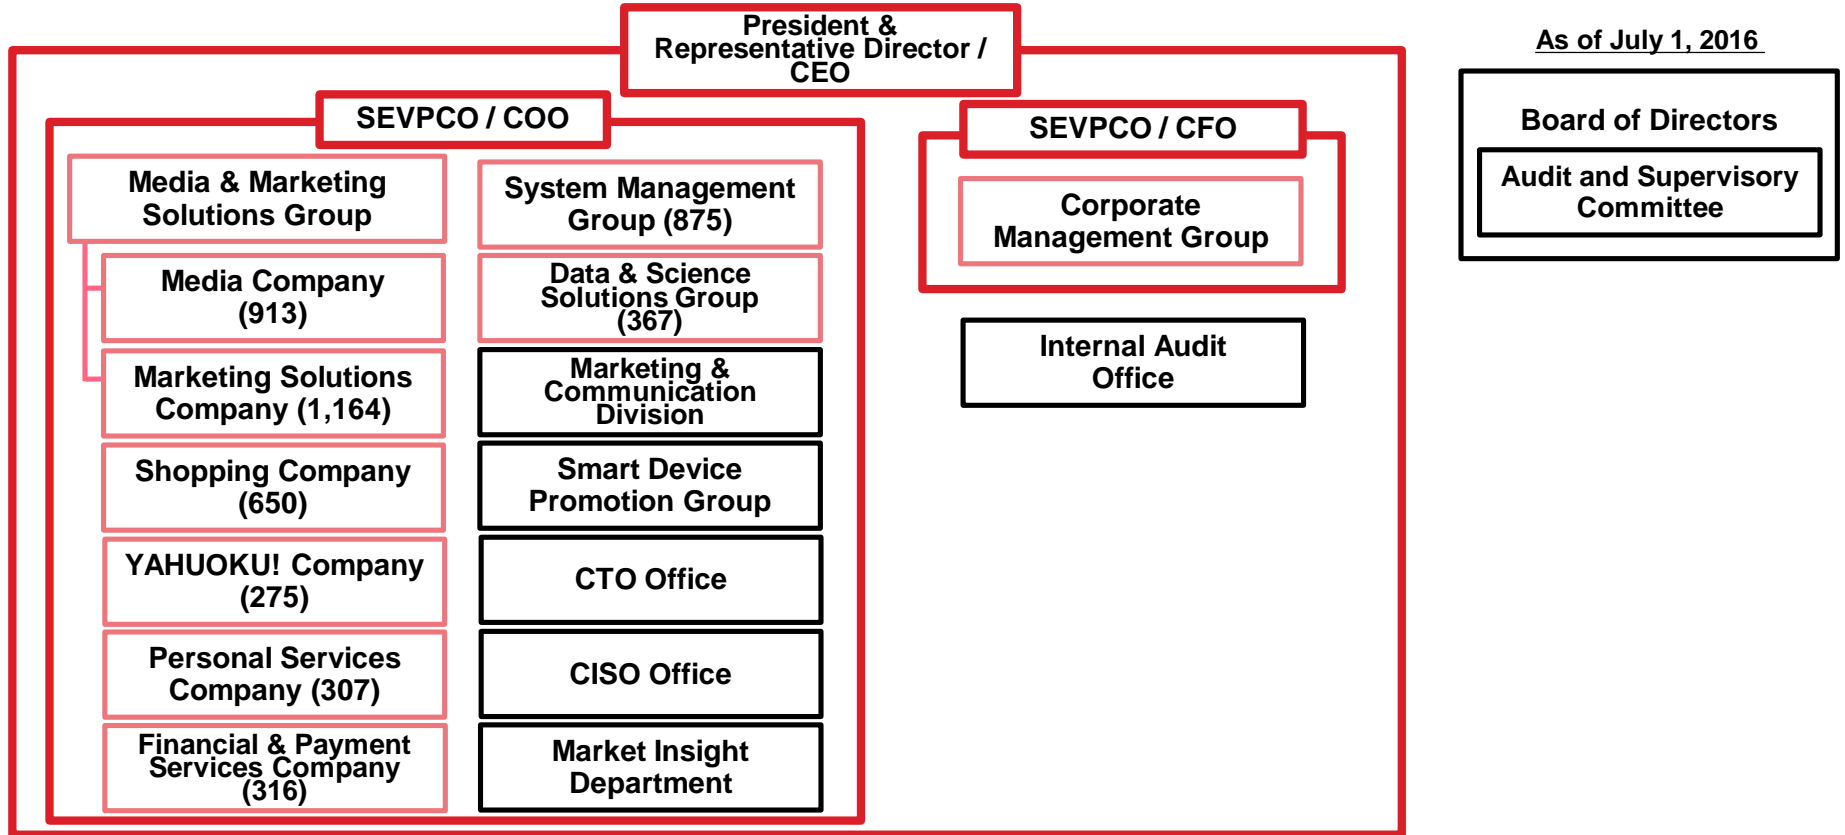 President &
Representative Director /
CEO
As of July 1, 2016
SEVPCO / COO
SEVPCO / CFO
Board of Directors
Audit and Supervisory
Committee
Media & Marketing
Solutions Group
Media Company
(913)
Marketing Solutions
Company (1,164)
Shopping Company
(650)
YAHUOKU! Company
(275)
Personal Services
Company (307)
Financial & Payment
Services Company
(316)
System Management
Group (875)
Data & Science
Solutions Group
(367)
Marketing &
Communication
Division
Smart Device
Promotion Group
CTO Office
CISO Office
Market Insight
Department
Corporate
Management Group
Internal Audit
Office